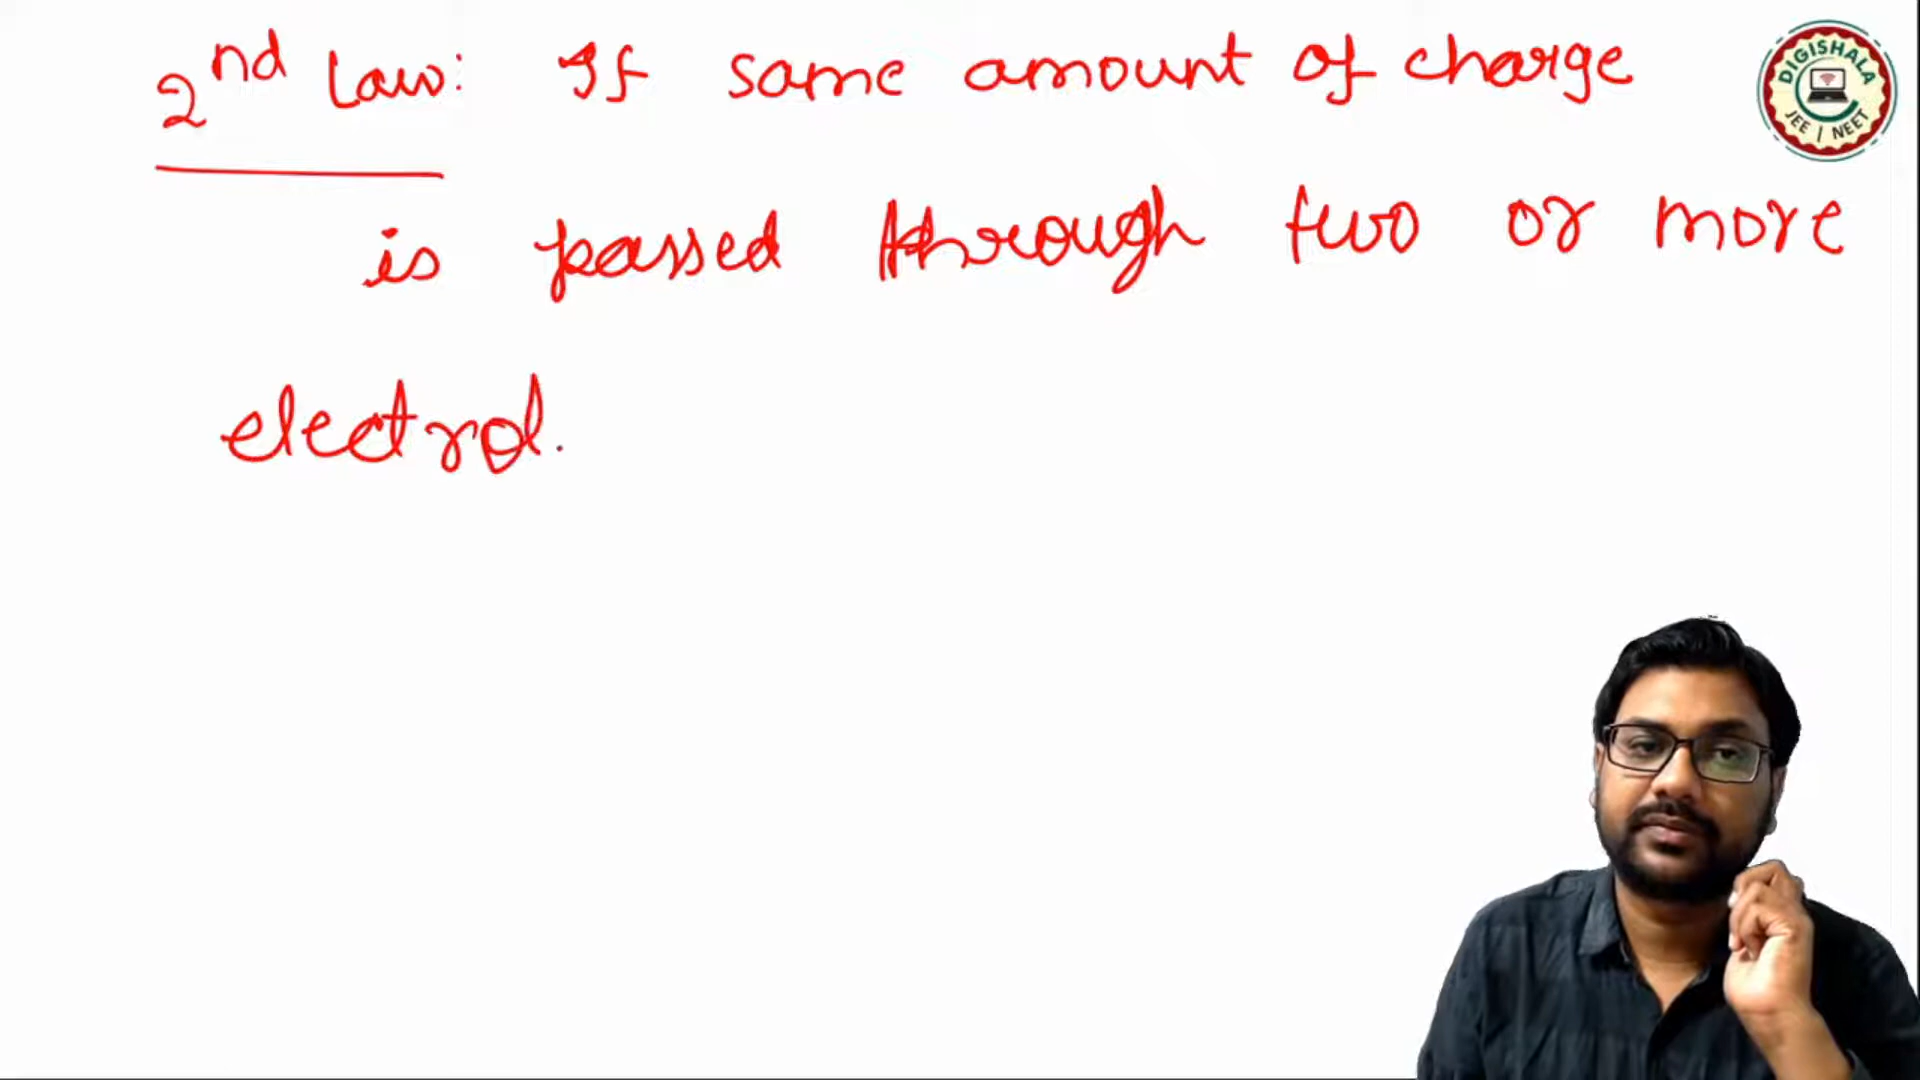 2nd Law: If same amount of charge
is passed through two or more
electrol.
DIGISHALA
JEE | NEET